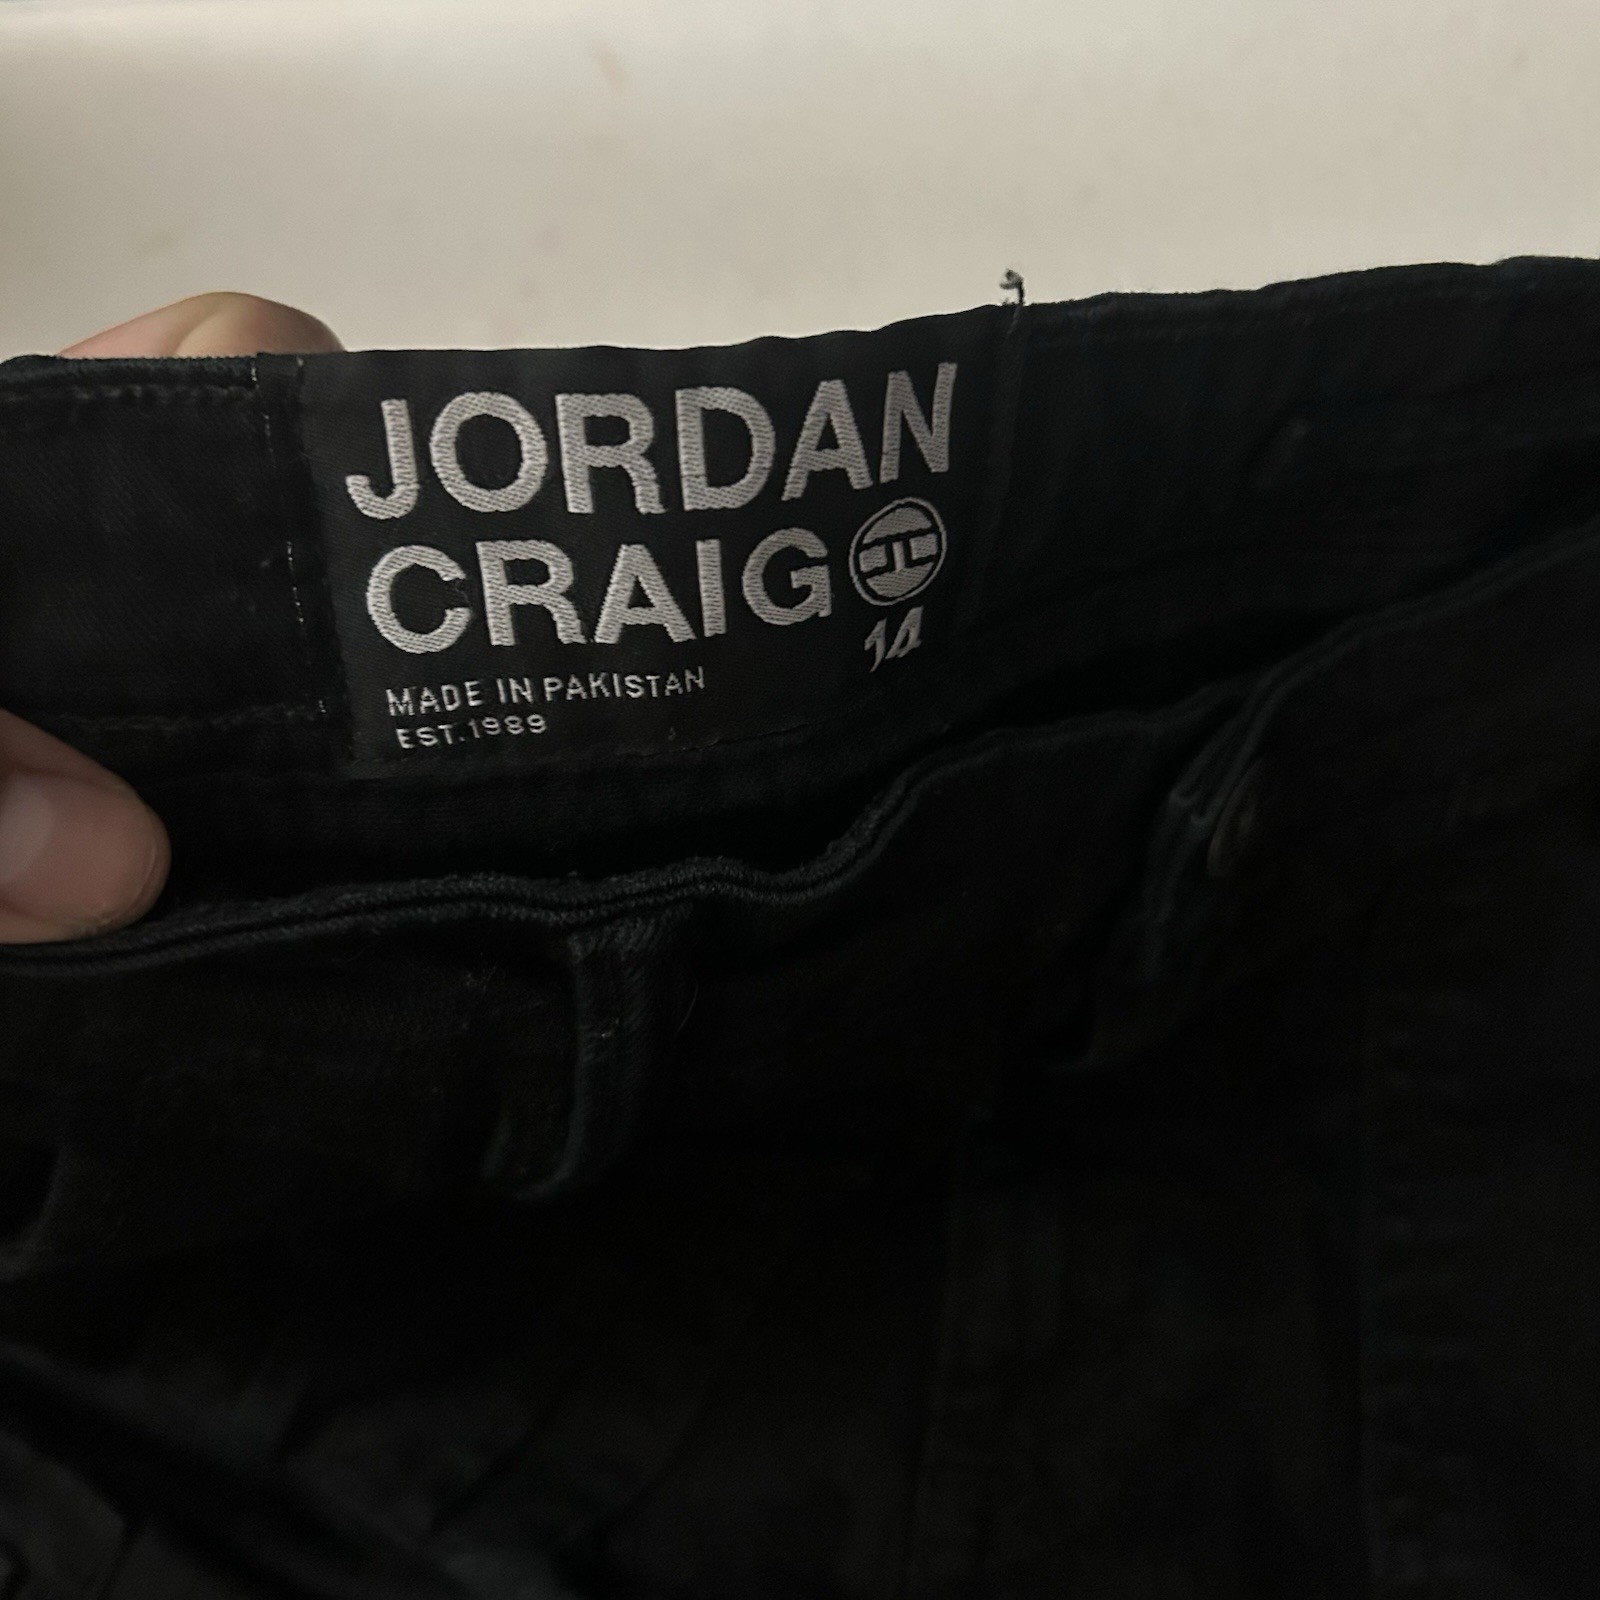 JORDAN
CRAIG
14
MADE IN PAKISTAN
EST.1989